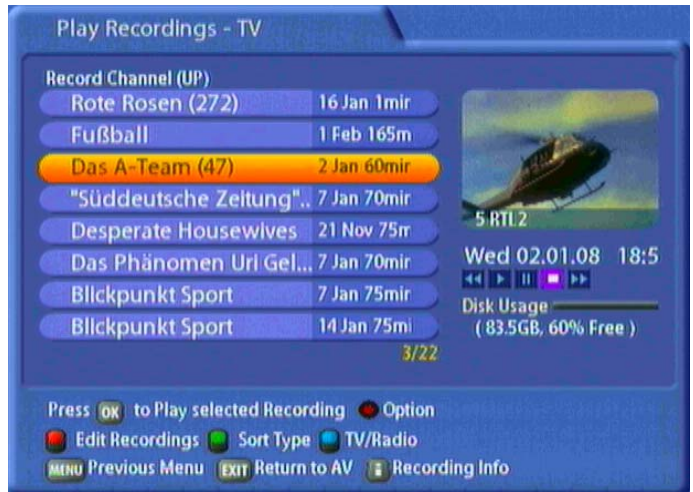 Play Recordings - TV
Record Channel (UP)
Rote Rosen (272) 16 Jan 1mir
Fußball 1 Feb 165m
Das A-Team (47) 2 Jan 60mir
"Süddeutsche Zeitung".. 7 Jan 70mir
Desperate Housewives 21 Nov 75m
Das Phänomen Uri Gel... 7 Jan 70mir
Blickpunkt Sport 7 Jan 75mir
Blickpunkt Sport 14 Jan 75mi
3/22
5 RTL2
Wed 02.01.08 18:5
Disk Usage
( 83.5GB, 60% Free )
Press OK to Play selected Recording Option
Edit Recordings Sort Type TV/Radio
MENU Previous Menu EXIT Return to AV i Recording Info